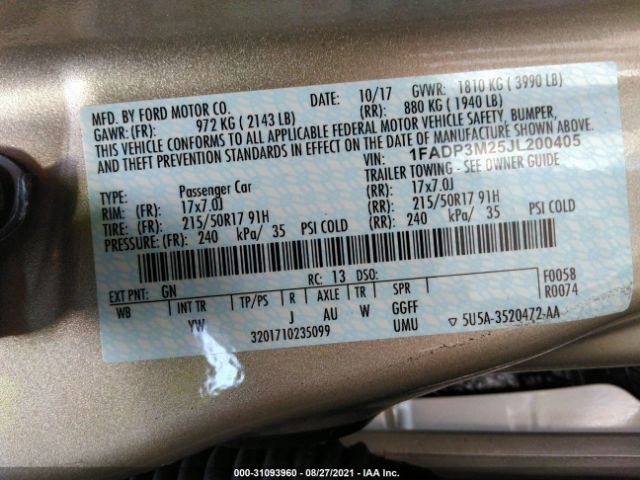 MFD. BY FORD MOTOR CO. DATE: 10/17 GVWR: 1810 KG ( 3990 LB)
GAWR: (FR): 972 KG ( 2143 LB) (RR): 880 KG ( 1940 LB)
THIS VEHICLE CONFORMS TO ALL APPLICABLE FEDERAL MOTOR VEHICLE SAFETY, BUMPER,
AND THEFT PREVENTION STANDARDS IN EFFECT ON THE DATE OF MANUFACTURE SHOWN ABOVE.
VIN: 1FADP3M25JL200405
TYPE: Passenger Car TRAILER TOWING - SEE OWNER GUIDE
RIM: (FR): 17x7.0J (RR): 17x7.0J
TIRE: (FR): 215/50R17 91H (RR): 215/50R17 91H
PRESSURE: (FR): 240 kPa/ 35 PSI COLD (RR): 240 kPa/ 35 PSI COLD
EXT PNT: GN RC: 13 DSO: F0058
WB INT TR TP/PS R AXLE TR SPR R0074
YW J AU W GGFF
3201710235099 UMU ▽ 5U5A-3520472-AA
000-31093960 - 08/27/2021 - IAA Inc.